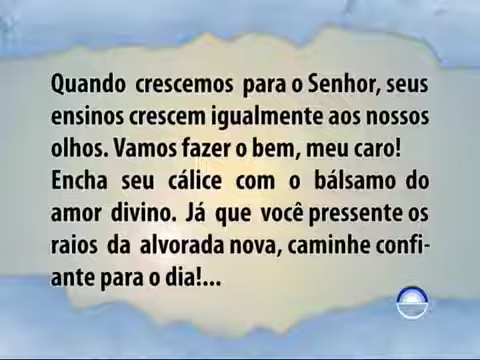 Quando crescemos para o Senhor, seus
ensinos crescem igualmente aos nossos
olhos. Vamos fazer o bem, meu caro!
Encha seu cálice com o bálsamo do
amor divino. Já que você pressente os
raios da alvorada nova, caminhe confi-
ante para o dia!...